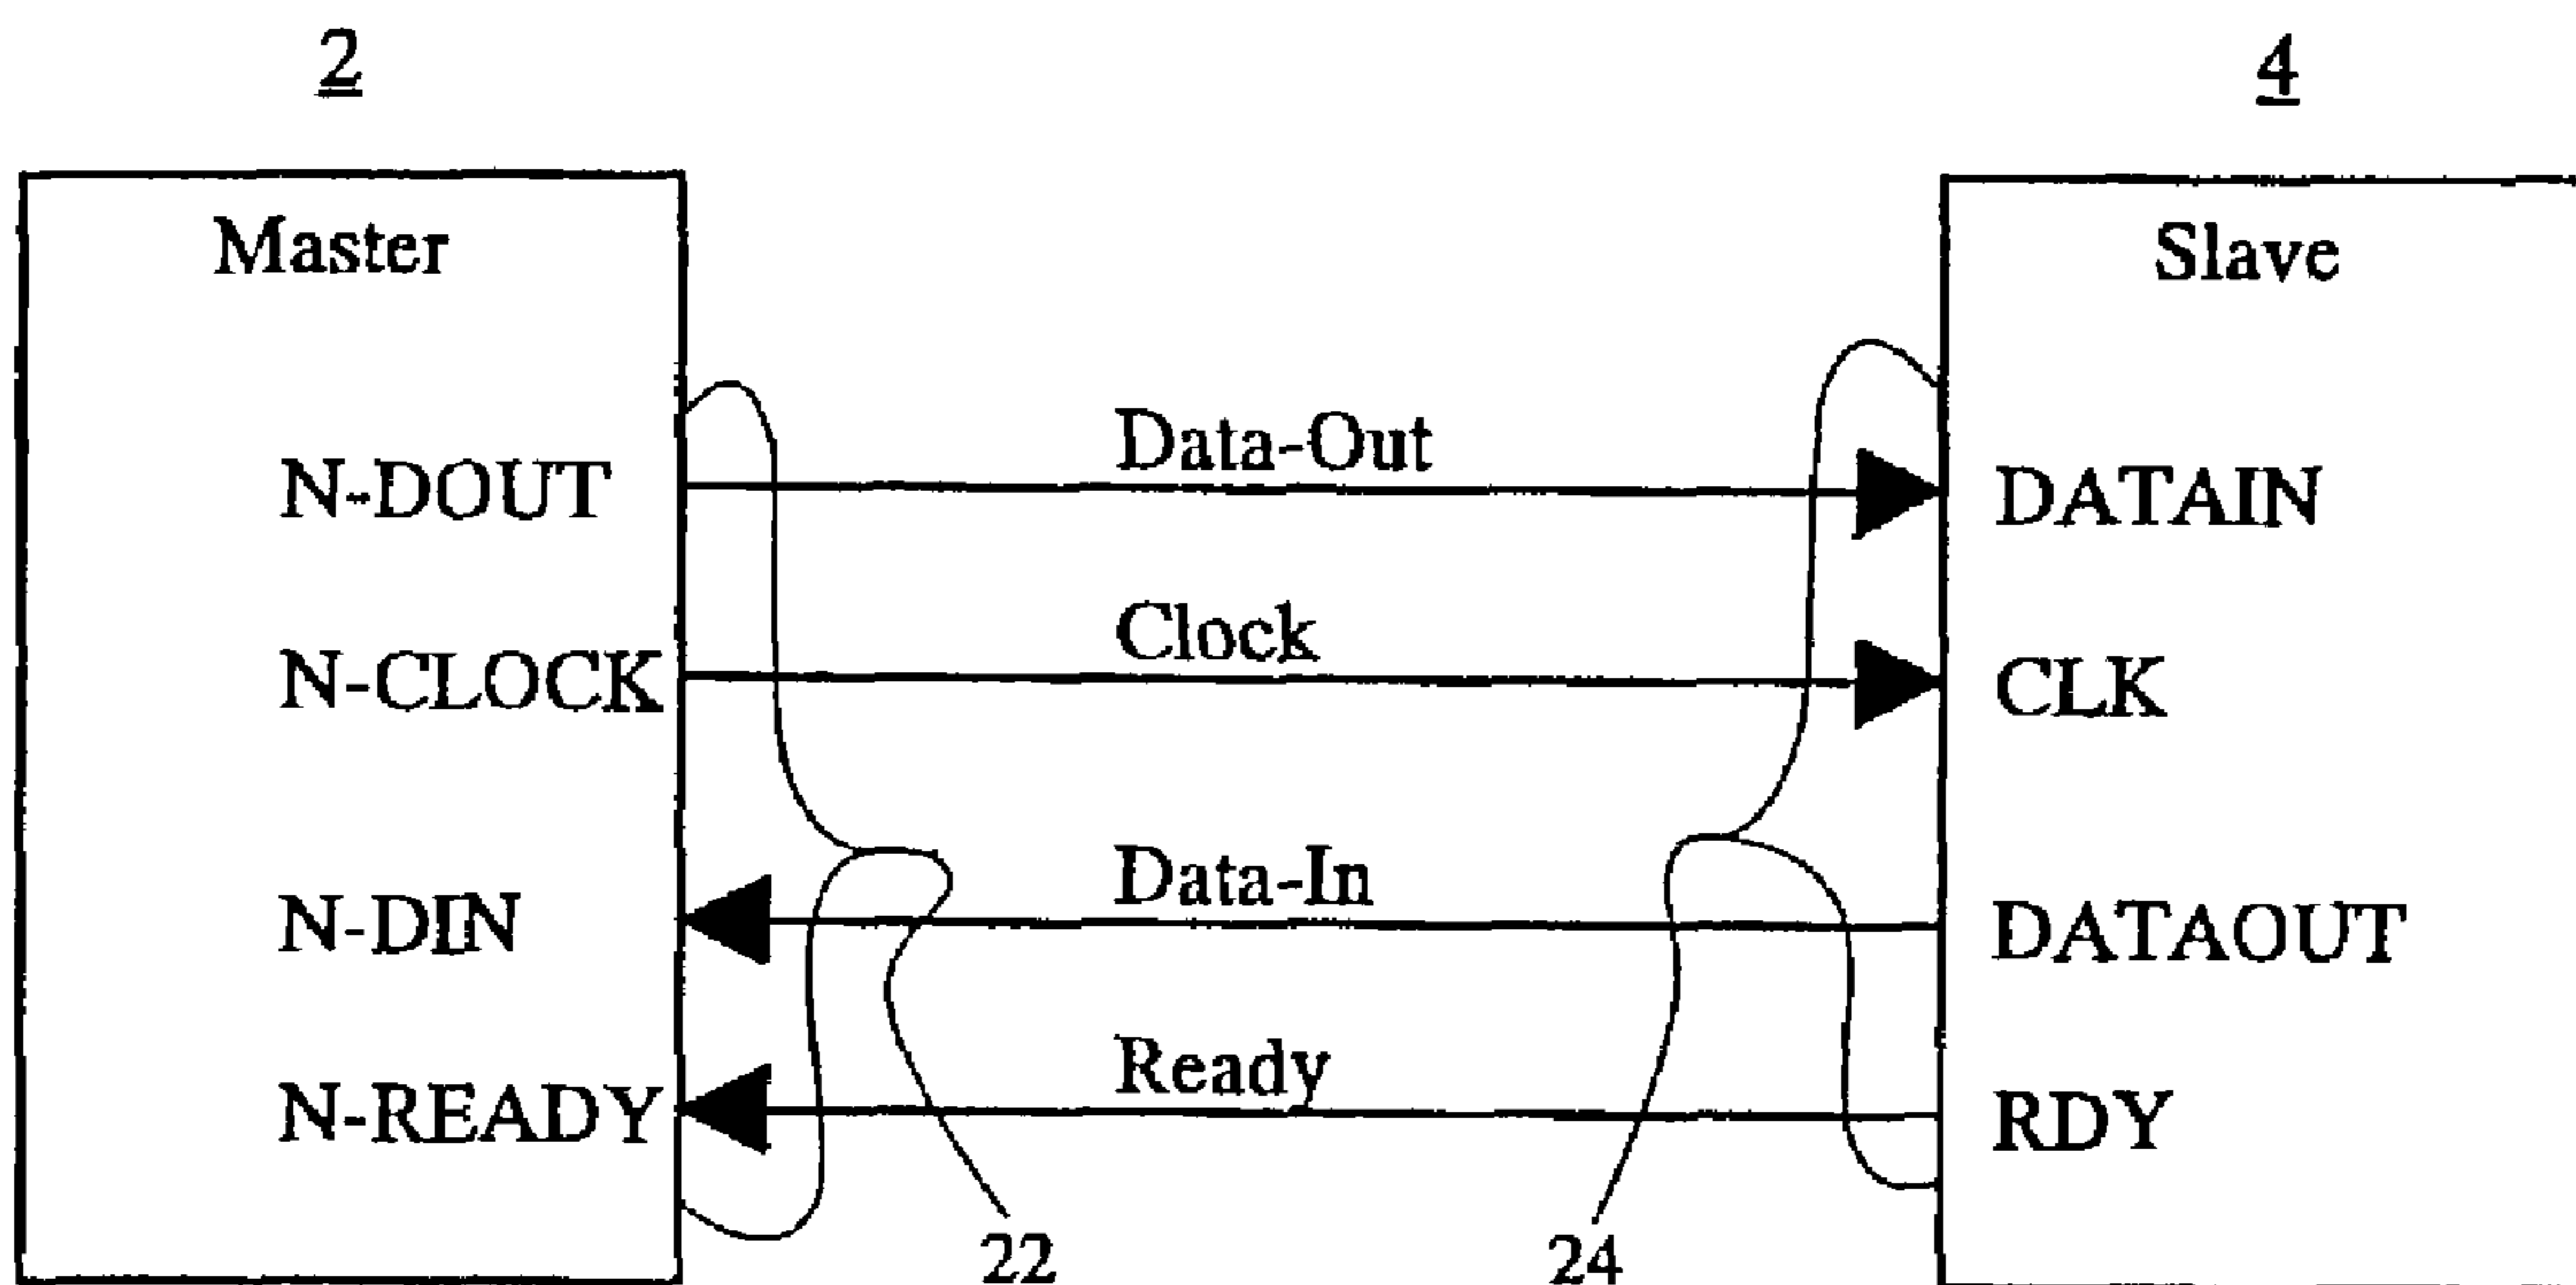 2
4
Master
Slave
Data-Out
N-DOUT
DATAIN
Clock
N-CLOCK
CLK
Data-In
N-DIN
DATAOUT
Ready
N-READY
RDY
22
24